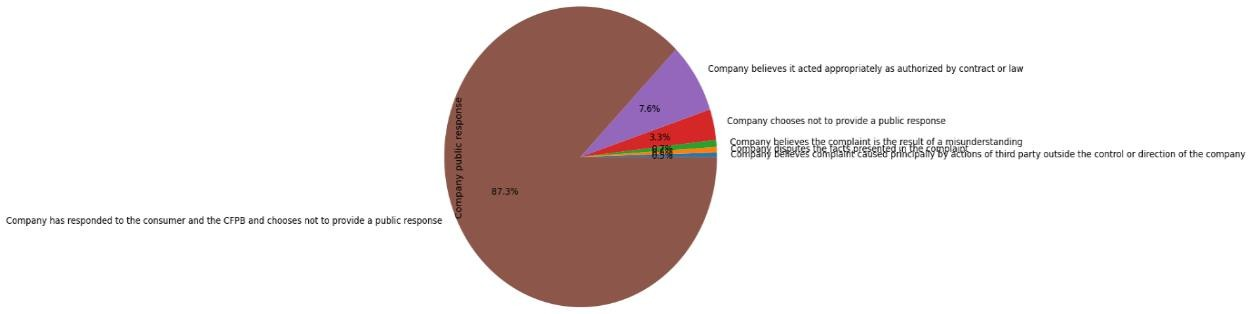 Company believes it acted appropriately as authorized by contract or law
7.6%
Company chooses not to provide a public response
3.3%
Company believes the complaint is the result of a misunderstanding
0.7%
Company disputes the facts presented in the complaint
Company believes complaint caused principally by actions of third party outside the control or direction of the company
0.5%
Company public response
87.3%
Company has responded to the consumer and the CFPB and chooses not to provide a public response